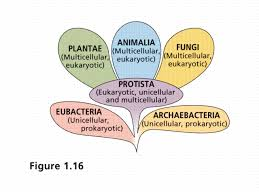 PLANTAE
(Multicellular,
eukaryotic)
ANIMALIA
(Multicellular,
eukaryotic)
FUNGI
(Multicellular,
eukaryotic)
PROTISTA
(Eukaryotic, unicellular
and multicellular)
EUBACTERIA
(Unicellular,
prokaryotic)
ARCHAEBACTERIA
(Unicellular, prokaryotic)
Figure 1.16